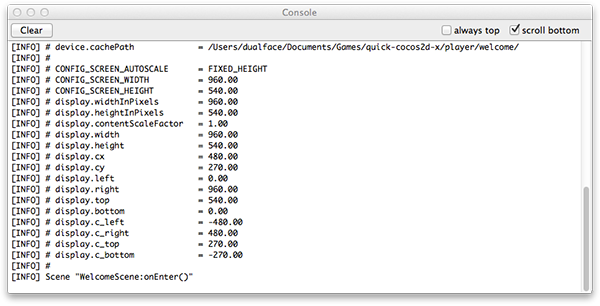 Console
Clear
always top
scroll bottom
[INFO] # device.cachePath = /Users/dualface/Documents/Games/quick-cocos2d-x/player/welcome/
[INFO] #
[INFO] # CONFIG_SCREEN_AUTOSCALE = FIXED_HEIGHT
[INFO] # CONFIG_SCREEN_WIDTH = 960.00
[INFO] # CONFIG_SCREEN_HEIGHT = 540.00
[INFO] # display.widthInPixels = 960.00
[INFO] # display.heightInPixels = 540.00
[INFO] # display.contentScaleFactor = 1.00
[INFO] # display.width = 960.00
[INFO] # display.height = 540.00
[INFO] # display.cx = 480.00
[INFO] # display.cy = 270.00
[INFO] # display.left = 0.00
[INFO] # display.right = 960.00
[INFO] # display.top = 540.00
[INFO] # display.bottom = 0.00
[INFO] # display.c_left = -480.00
[INFO] # display.c_right = 480.00
[INFO] # display.c_top = 270.00
[INFO] # display.c_bottom = -270.00
[INFO] #
[INFO] Scene "WelcomeScene:onEnter()"